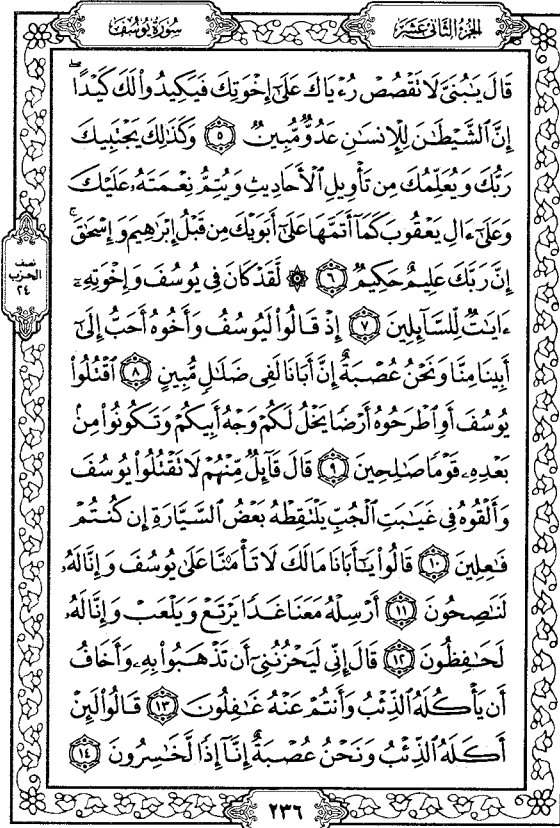 الجزء الثاني عشر
سورة يوسف
قَالَ يَٰبُنَىَّ لَا تَقْصُصْ رُءْيَاكَ عَلَىٰٓ إِخْوَتِكَ فَيَكِيدُوا۟ لَكَ كَيْدًا ۖ
إِنَّ ٱلشَّيْطَٰنَ لِلْإِنسَٰنِ عَدُوٌّ مُّبِينٌ ٥ وَكَذَٰلِكَ يَجْتَبِيكَ
رَبُّكَ وَيُعَلِّمُكَ مِن تَأْوِيلِ ٱلْأَحَادِيثِ وَيُتِمُّ نِعْمَتَهُۥ عَلَيْكَ
وَعَلَىٰٓ ءَالِ يَعْقُوبَ كَمَآ أَتَمَّهَا عَلَىٰٓ أَبَوَيْكَ مِن قَبْلُ إِبْرَٰهِيمَ وَإِسْحَٰقَ ۚ
إِنَّ رَبَّكَ عَلِيمٌ حَكِيمٌ ٦ ۞ لَّقَدْ كَانَ فِى يُوسُفَ وَإِخْوَتِهِۦٓ
ءَايَٰتٌ لِّلسَّآئِلِينَ ٧ إِذْ قَالُوا۟ لَيُوسُفُ وَأَخُوهُ أَحَبُّ إِلَىٰٓ
أَبِينَا مِنَّا وَنَحْنُ عُصْبَةٌ إِنَّ أَبَانَا لَفِى ضَلَٰلٍ مُّبِينٍ ٨ ٱقْتُلُوا۟
يُوسُفَ أَوِ ٱطْرَحُوهُ أَرْضًا يَخْلُ لَكُمْ وَجْهُ أَبِيكُمْ وَتَكُونُوا۟ مِنۢ
بَعْدِهِۦ قَوْمًا صَٰلِحِينَ ٩ قَالَ قَآئِلٌ مِّنْهُمْ لَا تَقْتُلُوا۟ يُوسُفَ
وَأَلْقُوهُ فِى غَيَٰبَتِ ٱلْجُبِّ يَلْتَقِطْهُ بَعْضُ ٱلسَّيَّارَةِ إِن كُنتُمْ
فَٰعِلِينَ ١٠ قَالُوا۟ يَٰٓأَبَانَا مَالَكَ لَا تَأْمَ۫نَّا عَلَىٰ يُوسُفَ وَإِنَّا لَهُۥ
لَنَٰصِحُونَ ١١ أَرْسِلْهُ مَعَنَا غَدًا يَرْتَعْ وَيَلْعَبْ وَإِنَّا لَهُۥ
لَحَٰفِظُونَ ١٢ قَالَ إِنِّى لَيَحْزُنُنِىٓ أَن تَذْهَبُوا۟ بِهِۦ وَأَخَافُ
أَن يَأْكُلَهُ ٱلذِّئْبُ وَأَنتُمْ عَنْهُ غَٰفِلُونَ ١٣ قَالُوا۟ لَئِنْ
أَكَلَهُ ٱلذِّئْبُ وَنَحْنُ عُصْبَةٌ إِنَّآ إِذًا لَّخَٰسِرُونَ ١٤
نصف
الحزب
٢٤
٢٣٦